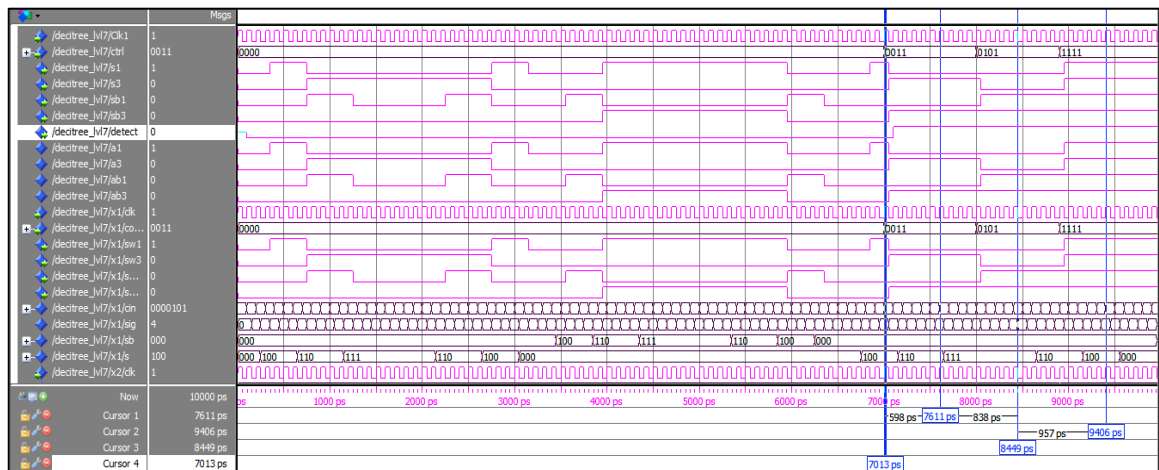 Msgs
/decitree_lvl7/Clk1 1
/decitree_lvl7/ctrl 0011 0000 0011 0101 1111
/decitree_lvl7/s1 1
/decitree_lvl7/s3 0
/decitree_lvl7/sb1 0
/decitree_lvl7/sb3 0
/decitree_lvl7/detect 0
/decitree_lvl7/a1 1
/decitree_lvl7/a3 0
/decitree_lvl7/ab1 0
/decitree_lvl7/ab3 0
/decitree_lvl7/x1/clk 1
/decitree_lvl7/x1/co... 0011 0000 0011 0101 1111
/decitree_lvl7/x1/sw1 1
/decitree_lvl7/x1/sw3 0
/decitree_lvl7/x1/s... 0
/decitree_lvl7/x1/s... 0
/decitree_lvl7/x1/cin 0000101
/decitree_lvl7/x1/sig 4 0
/decitree_lvl7/x1/sb 000 000 100 110 111 110 100 000
/decitree_lvl7/x1/s 100 000 100 110 111 110 100 000 100 110 111 110 100 000
/decitree_lvl7/x2/clk 1
Now 10000 ps ps 1000 ps 2000 ps 3000 ps 4000 ps 5000 ps 6000 ps 7000 ps 8000 ps 9000 ps
Cursor 1 7611 ps 598 ps 7611 ps 838 ps
Cursor 2 9406 ps 957 ps 9406 ps
Cursor 3 8449 ps 8449 ps
Cursor 4 7013 ps 7013 ps